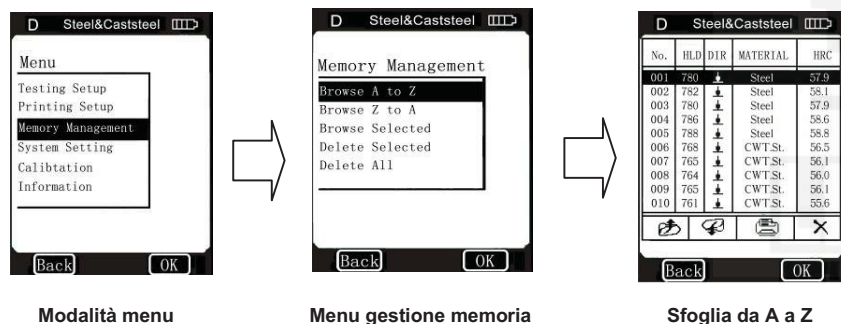 D Steel&Caststeel
Menu
Testing Setup
Printing Setup
Memory Management
System Setting
Calibtation
Information
Back OK
Modalità menu
D Steel&Caststeel
Memory Management
Browse A to Z
Browse Z to A
Browse Selected
Delete Selected
Delete All
Back OK
Menu gestione memoria
D Steel&Caststeel
No. HLD DIR MATERIAL HRC
001 780 Steel 57.9
002 782 Steel 58.1
003 780 Steel 57.9
004 786 Steel 58.6
005 788 Steel 58.8
006 768 CWT.St. 56.5
007 765 CWT.St. 56.1
008 764 CWT.St. 56.0
009 765 CWT.St. 56.1
010 761 CWT.St. 55.6
Back OK
Sfoglia da A a Z